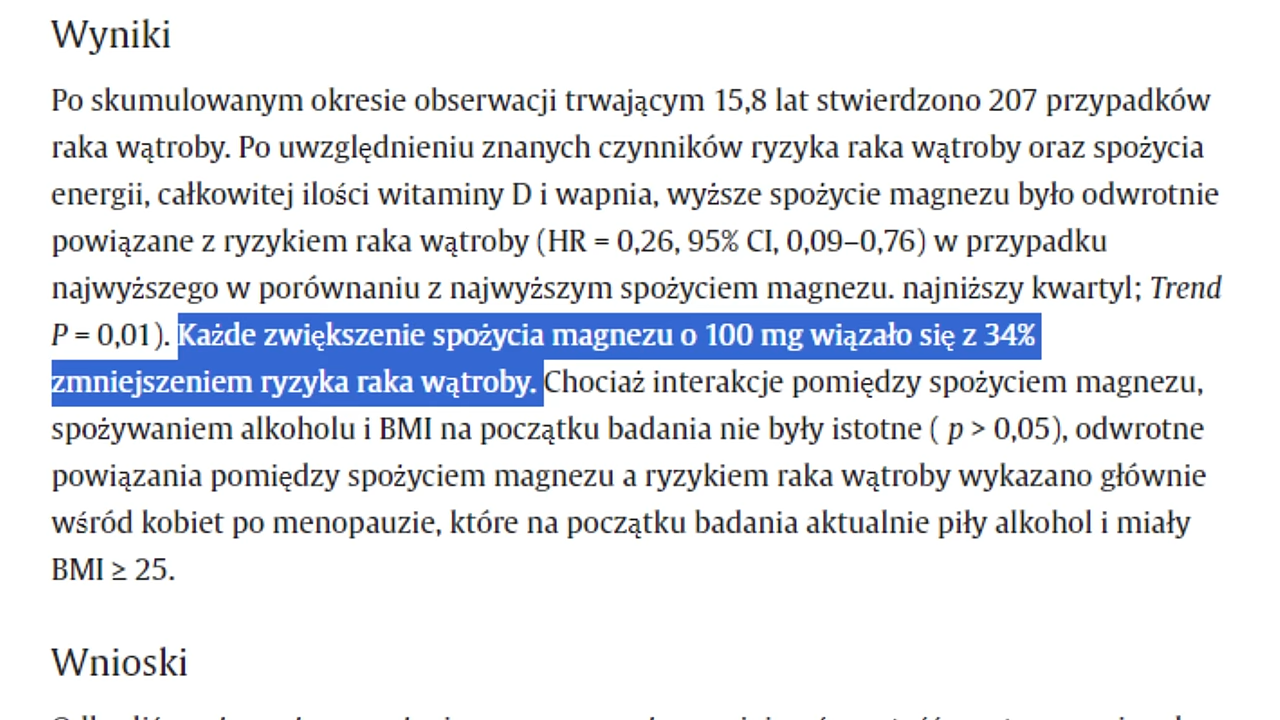 Wyniki
Po skumulowanym okresie obserwacji trwającym 15,8 lat stwierdzono 207 przypadków
raka wątroby. Po uwzględnieniu znanych czynników ryzyka raka wątroby oraz spożycia
energii, całkowitej ilości witaminy D i wapnia, wyższe spożycie magnezu było odwrotnie
powiązane z ryzykiem raka wątroby (HR = 0,26, 95% CI, 0,09–0,76) w przypadku
najwyższego w porównaniu z najwyższym spożyciem magnezu. najniższy kwartyl; Trend
P = 0,01). Każde zwiększenie spożycia magnezu o 100 mg wiązało się z 34%
zmniejszeniem ryzyka raka wątroby. Chociaż interakcje pomiędzy spożyciem magnezu,
spożywaniem alkoholu i BMI na początku badania nie były istotne ( p > 0,05), odwrotne
powiązania pomiędzy spożyciem magnezu a ryzykiem raka wątroby wykazano głównie
wśród kobiet po menopauzie, które na początku badania aktualnie piły alkohol i miały
BMI ≥ 25.
Wnioski